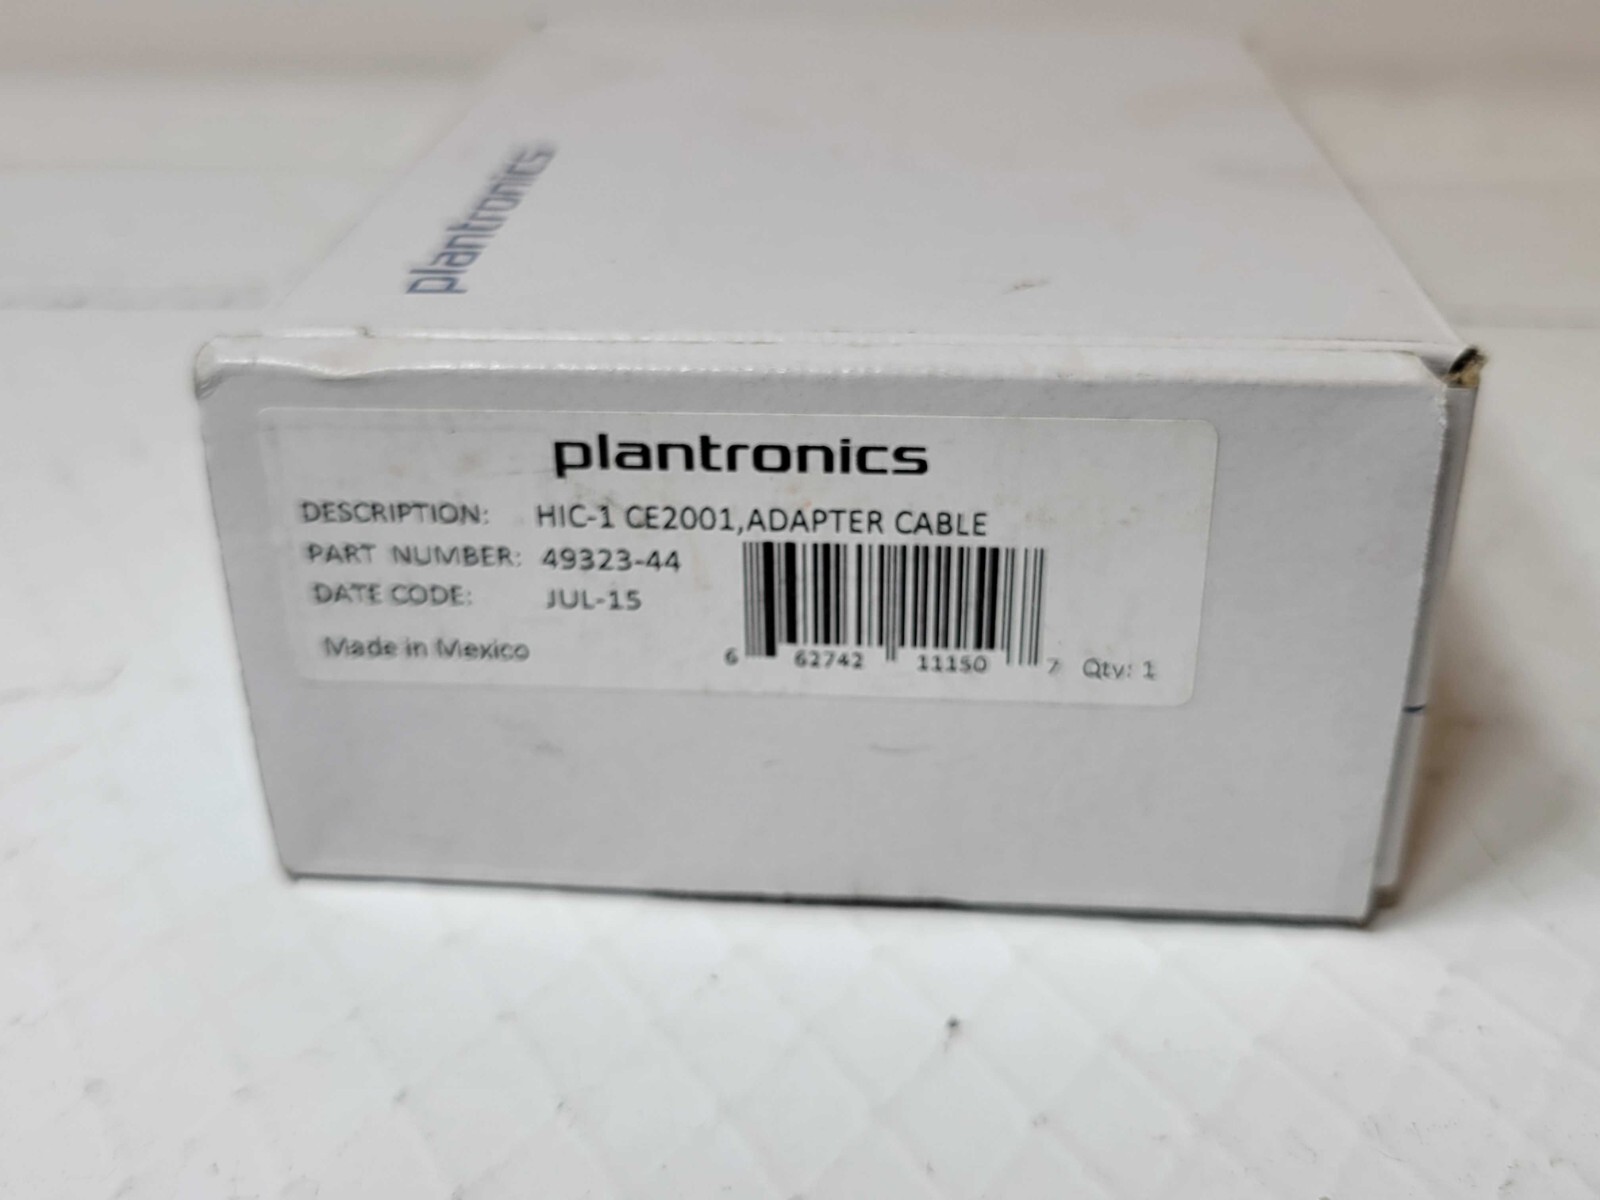 plantronics
plantronics
DESCRIPTION: HIC-1 CE2001,ADAPTER CABLE
PART NUMBER: 49323-44
DATE CODE: JUL-15
Made in Mexico
6 62742 11150 7 Qty: 1